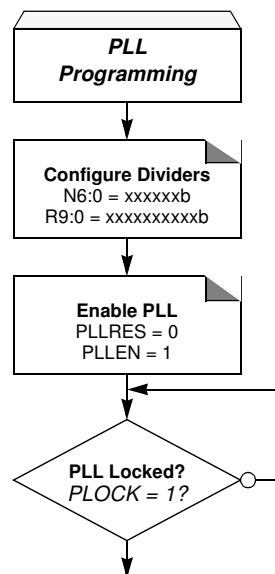 PLL
Programming
Configure Dividers
N6:0 = xxxxxxb
R9:0 = xxxxxxxxxxb
Enable PLL
PLLRES = 0
PLLEN = 1
PLL Locked?
PLOCK = 1?